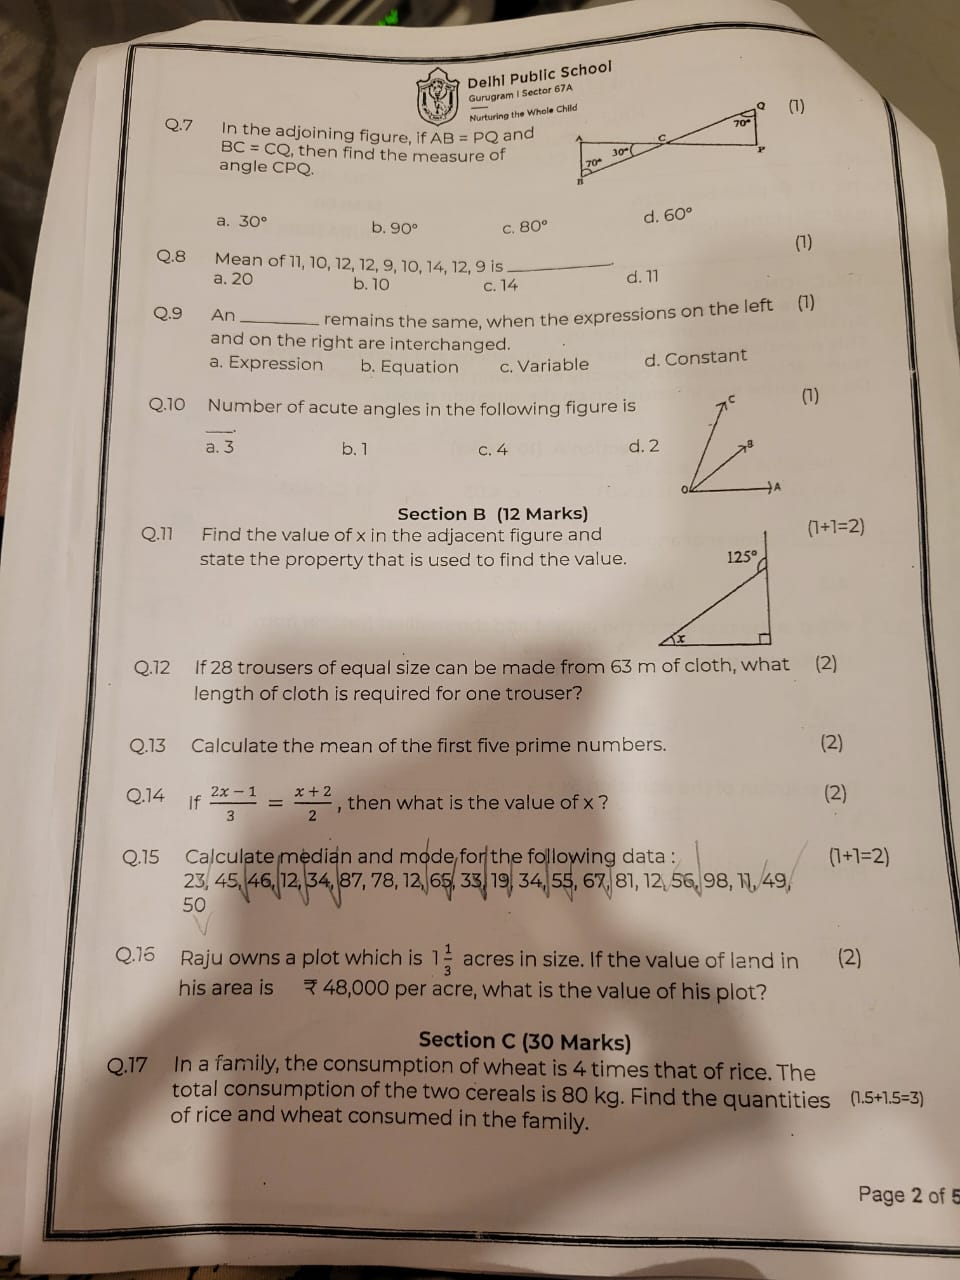 Delhi Public School
Gurugram | Sector 67A
Nurturing the Whole Child
Q.7 In the adjoining figure, if AB = PQ and (1)
BC = CQ, then find the measure of
angle CPQ.
A B C Q P 70° 30° 70°
a. 30° b. 90° c. 80° d. 60°
Q.8 Mean of 11, 10, 12, 12, 9, 10, 14, 12, 9 is ________. (1)
a. 20 b. 10 c. 14 d. 11
Q.9 An ________ remains the same, when the expressions on the left (1)
and on the right are interchanged.
a. Expression b. Equation c. Variable d. Constant
Q.10 Number of acute angles in the following figure is (1)
____.
a. 3 b. 1 c. 4 d. 2
C B O A
Section B (12 Marks)
Q.11 Find the value of x in the adjacent figure and (1+1=2)
state the property that is used to find the value.
125° x
Q.12 If 28 trousers of equal size can be made from 63 m of cloth, what (2)
length of cloth is required for one trouser?
Q.13 Calculate the mean of the first five prime numbers. (2)
Q.14 If (2x − 1)/3 = (x + 2)/2, then what is the value of x ? (2)
Q.15 Calculate median and mode for the following data : (1+1=2)
23, 45, 46, 12, 34, 87, 78, 12, 65, 33, 19, 34, 55, 67, 81, 12, 56, 98, 11, 49,
50
Q.16 Raju owns a plot which is 1 1/3 acres in size. If the value of land in (2)
his area is ₹ 48,000 per acre, what is the value of his plot?
Section C (30 Marks)
Q.17 In a family, the consumption of wheat is 4 times that of rice. The
total consumption of the two cereals is 80 kg. Find the quantities (1.5+1.5=3)
of rice and wheat consumed in the family.
Page 2 of 5